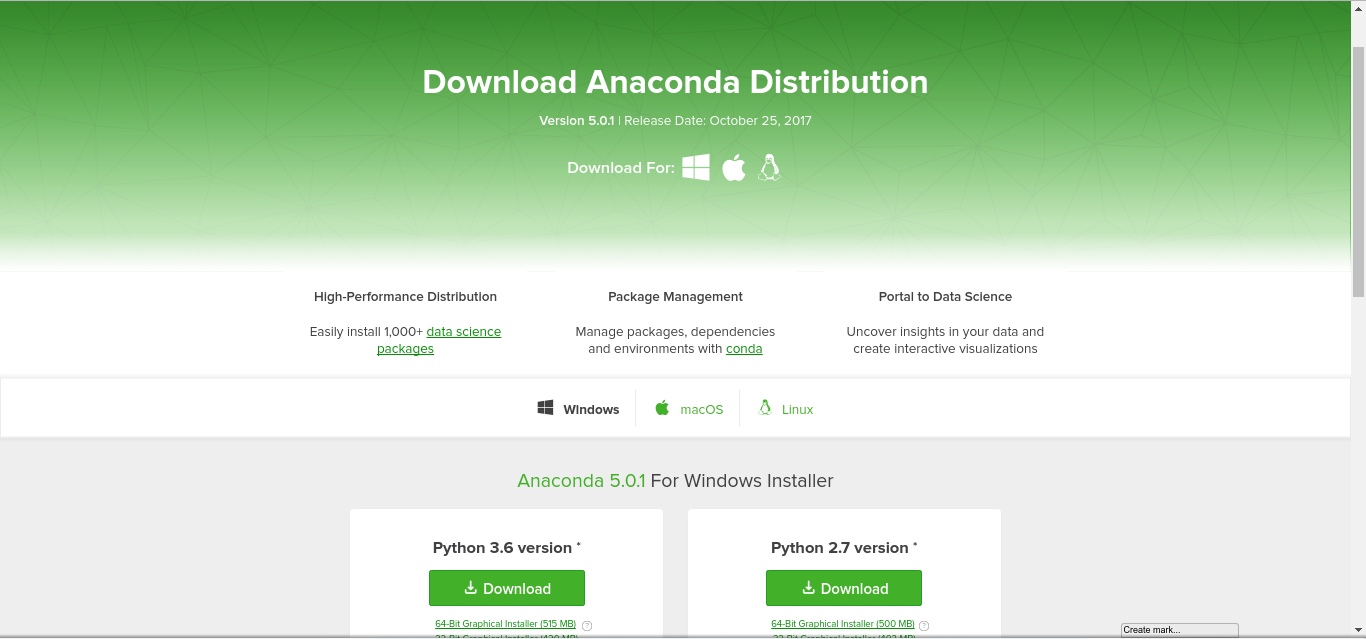 Download Anaconda Distribution
Version 5.0.1 | Release Date: October 25, 2017
Download For:
High-Performance Distribution
Easily install 1,000+ data science
packages
Package Management
Manage packages, dependencies
and environments with conda
Portal to Data Science
Uncover insights in your data and
create interactive visualizations
Windows
macOS
Linux
Anaconda 5.0.1 For Windows Installer
Python 3.6 version *
Download
64-Bit Graphical Installer (515 MB) ?
Python 2.7 version *
Download
64-Bit Graphical Installer (500 MB) ?
Create mark...